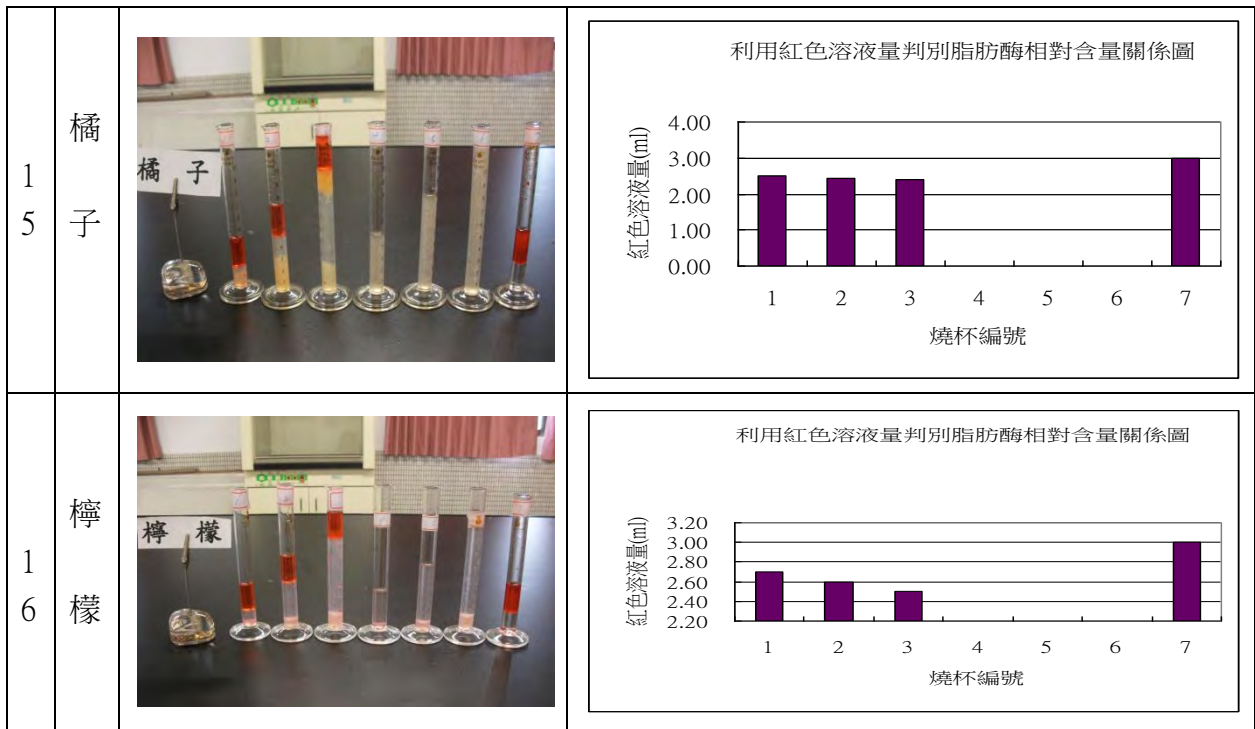 15
橘子
橘 子
利用紅色溶液量判別脂肪酶相對含量關係圖
紅色溶液量(ml)
4.00
3.00
2.00
1.00
0.00
1 2 3 4 5 6 7
燒杯編號
16
檸檬
檸 檬
利用紅色溶液量判別脂肪酶相對含量關係圖
紅色溶液量(ml)
3.20
3.00
2.80
2.60
2.40
2.20
1 2 3 4 5 6 7
燒杯編號